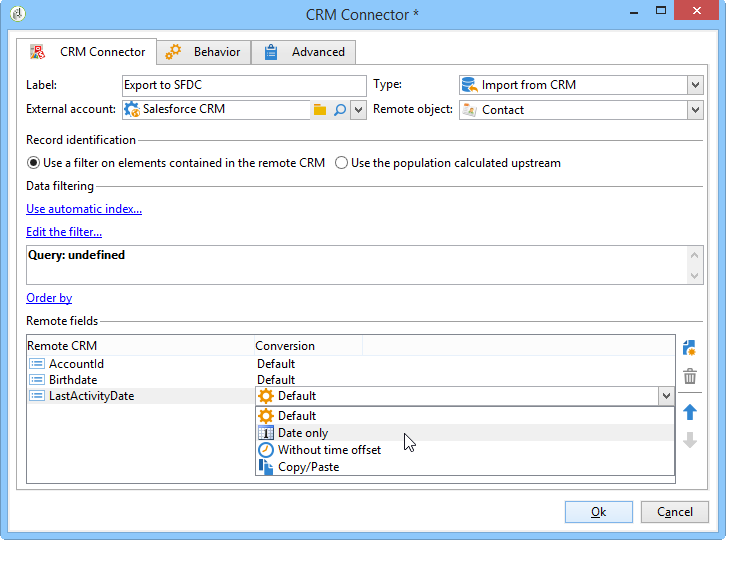 CRM Connector *
CRM Connector Behavior Advanced
Label: Export to SFDC Type: Import from CRM
External account: Salesforce CRM Remote object: Contact
Record identification
Use a filter on elements contained in the remote CRM Use the population calculated upstream
Data filtering
Use automatic index...
Edit the filter...
Query: undefined
Order by
Remote fields
Remote CRM Conversion
AccountId Default
Birthdate Default
LastActivityDate Default
Default
Date only
Without time offset
Copy/Paste
Ok Cancel